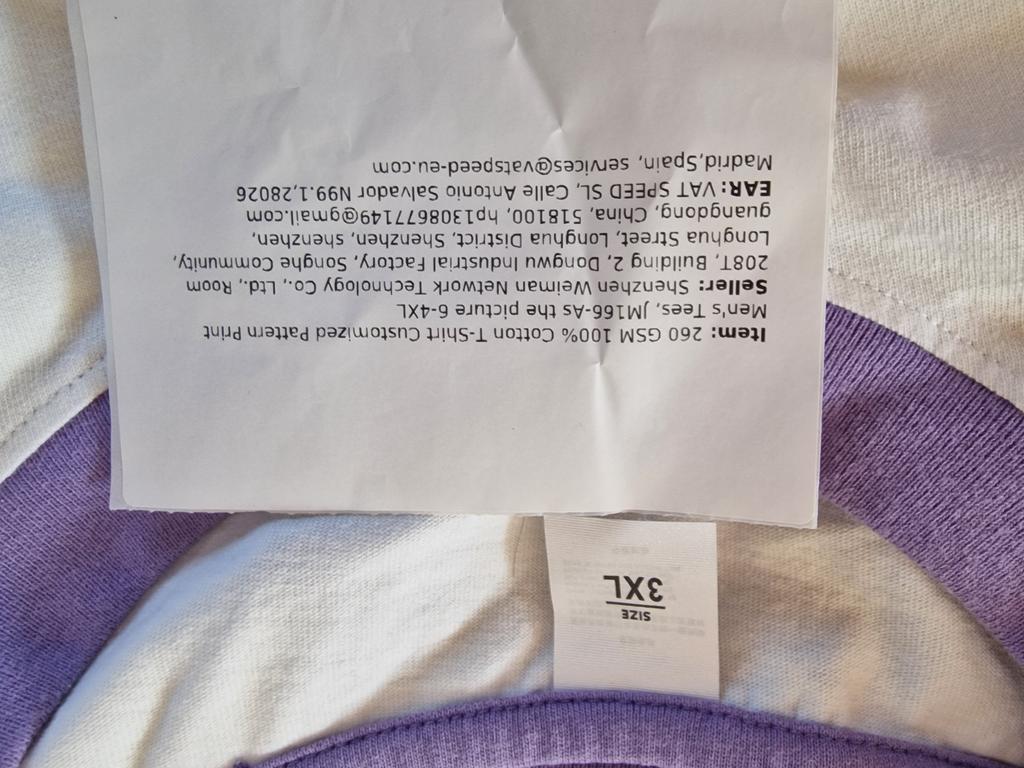 Item: 260 GSM 100% Cotton T-Shirt Customized Pattern Print
Men's Tees, JM166-As the picture 6-4XL
Seller: Shenzhen Weiman Network Technology Co., Ltd., Room
208T, Building 2, Dongwu Industrial Factory, Songhe Community,
Longhua Street, Longhua District, Shenzhen, shenzhen,
guangdong, China, 518100, hp1308677149@gmail.com
EAR: VAT SPEED SL, Calle Antonio Salvador N99.1,28026
Madrid,Spain, services@vatspeed-eu.com
SIZE
3XL